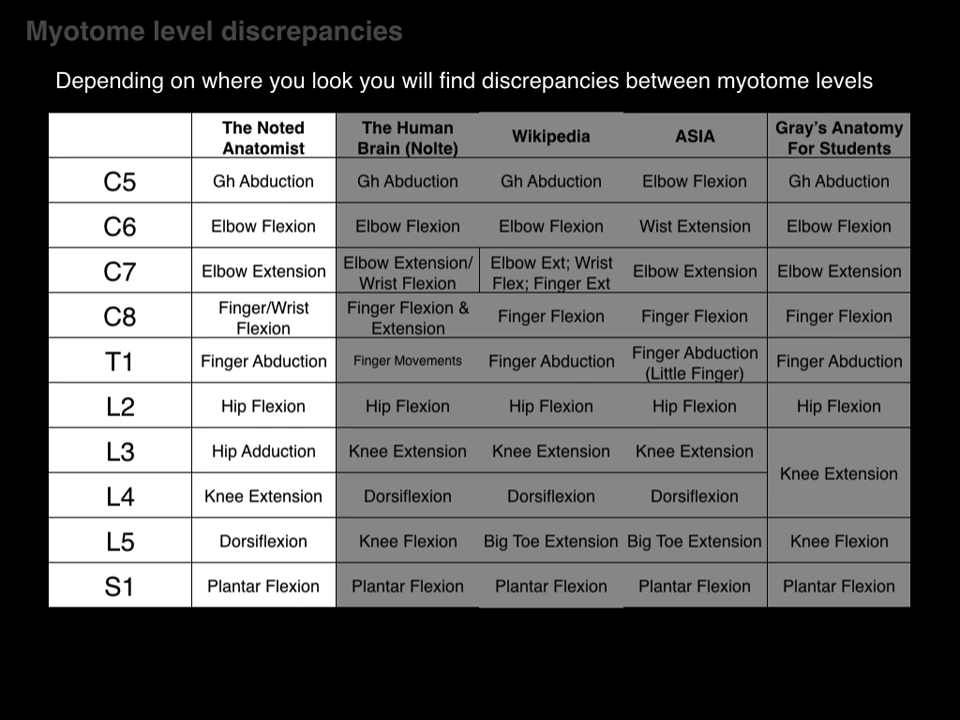 Myotome level discrepancies
Depending on where you look you will find discrepancies between myotome levels
The Noted Anatomist | The Human Brain (Nolte) | Wikipedia | ASIA | Gray's Anatomy For Students
C5 | Gh Abduction | Gh Abduction | Gh Abduction | Elbow Flexion | Gh Abduction
C6 | Elbow Flexion | Elbow Flexion | Elbow Flexion | Wist Extension | Elbow Flexion
C7 | Elbow Extension | Elbow Extension/ Wrist Flexion | Elbow Ext; Wrist Flex; Finger Ext | Elbow Extension | Elbow Extension
C8 | Finger/Wrist Flexion | Finger Flexion & Extension | Finger Flexion | Finger Flexion | Finger Flexion
T1 | Finger Abduction | Finger Movements | Finger Abduction | Finger Abduction (Little Finger) | Finger Abduction
L2 | Hip Flexion | Hip Flexion | Hip Flexion | Hip Flexion | Hip Flexion
L3 | Hip Adduction | Knee Extension | Knee Extension | Knee Extension | Knee Extension
L4 | Knee Extension | Dorsiflexion | Dorsiflexion | Dorsiflexion
L5 | Dorsiflexion | Knee Flexion | Big Toe Extension | Big Toe Extension | Knee Flexion
S1 | Plantar Flexion | Plantar Flexion | Plantar Flexion | Plantar Flexion | Plantar Flexion